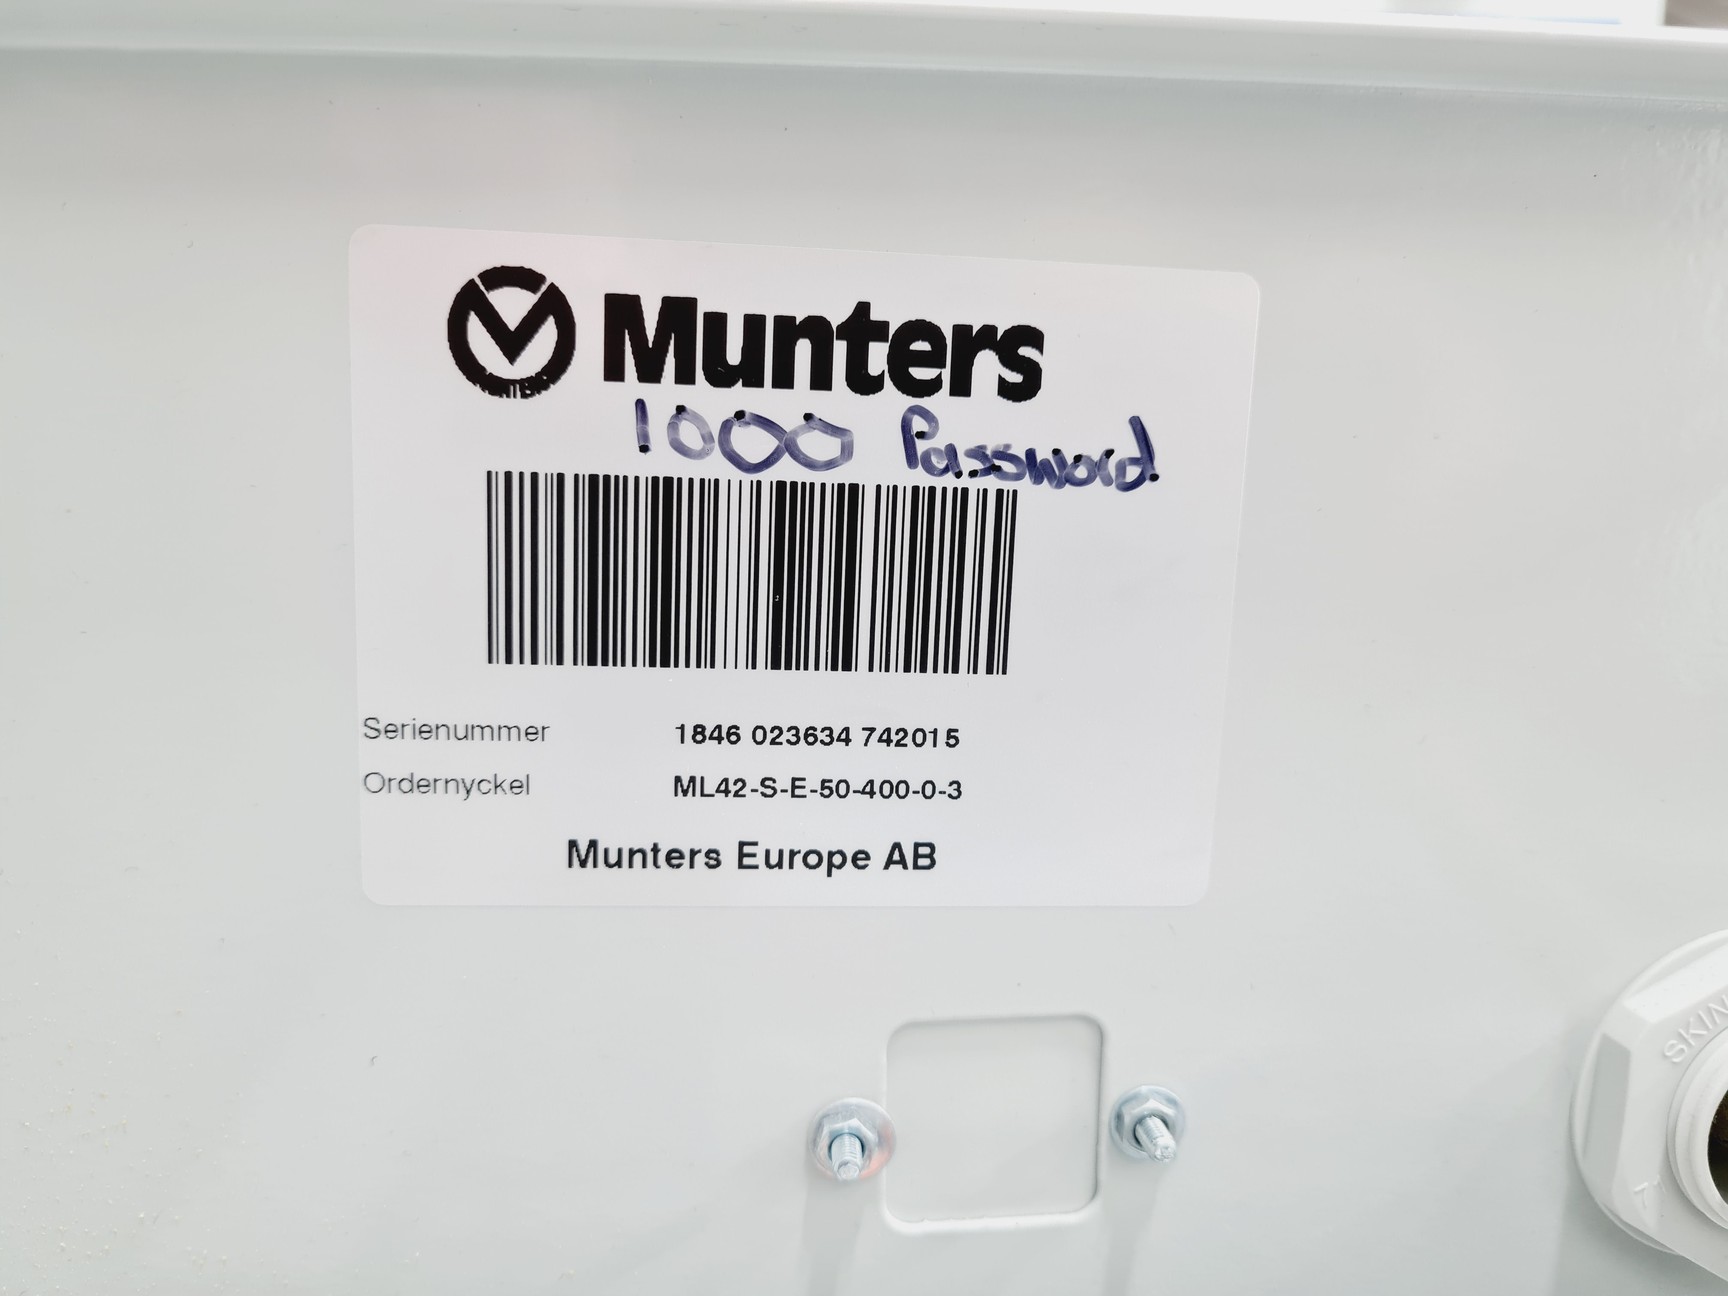 Munters
1000 Password
Serienummer 1846 023634 742015
Ordernyckel ML42-S-E-50-400-0-3
Munters Europe AB